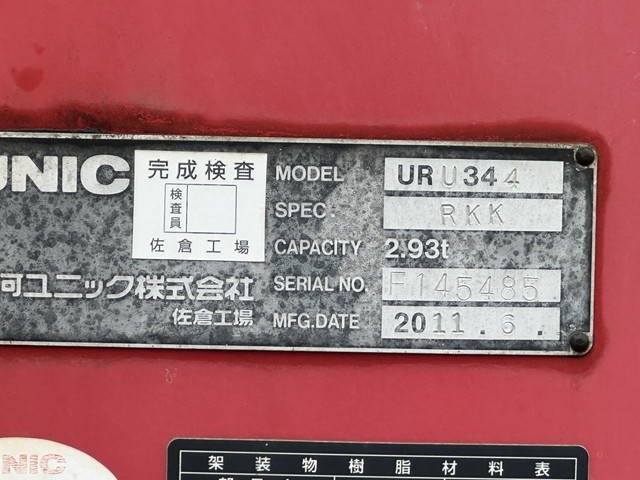 UNIC
完成検査
検査員
佐倉工場
可ユニック株式会社
佐倉工場
MODEL URU344
SPEC. RKK
CAPACITY 2.93t
SERIAL NO. F145485
MFG.DATE 2011.6.
NIC
架装物樹脂材料表